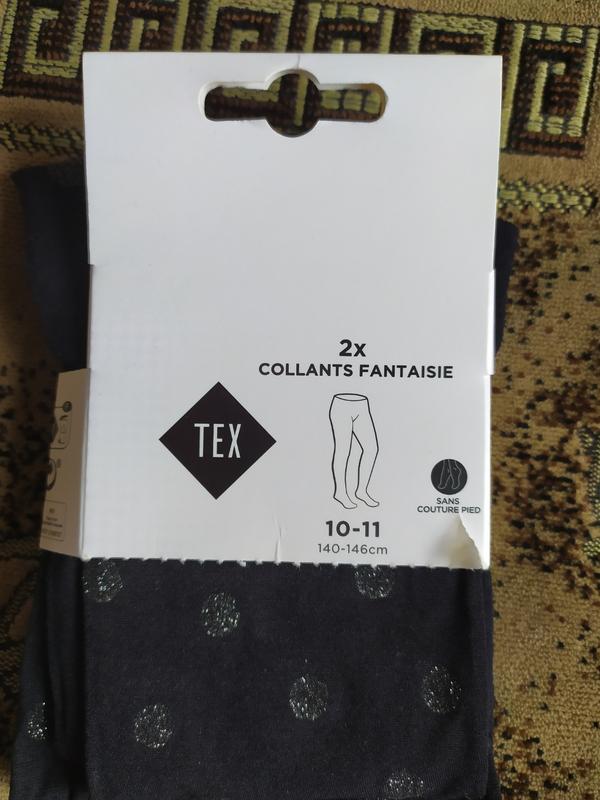 2x
COLLANTS FANTAISIE
TEX
SANS
COUTURE PIED
10-11
140-146cm